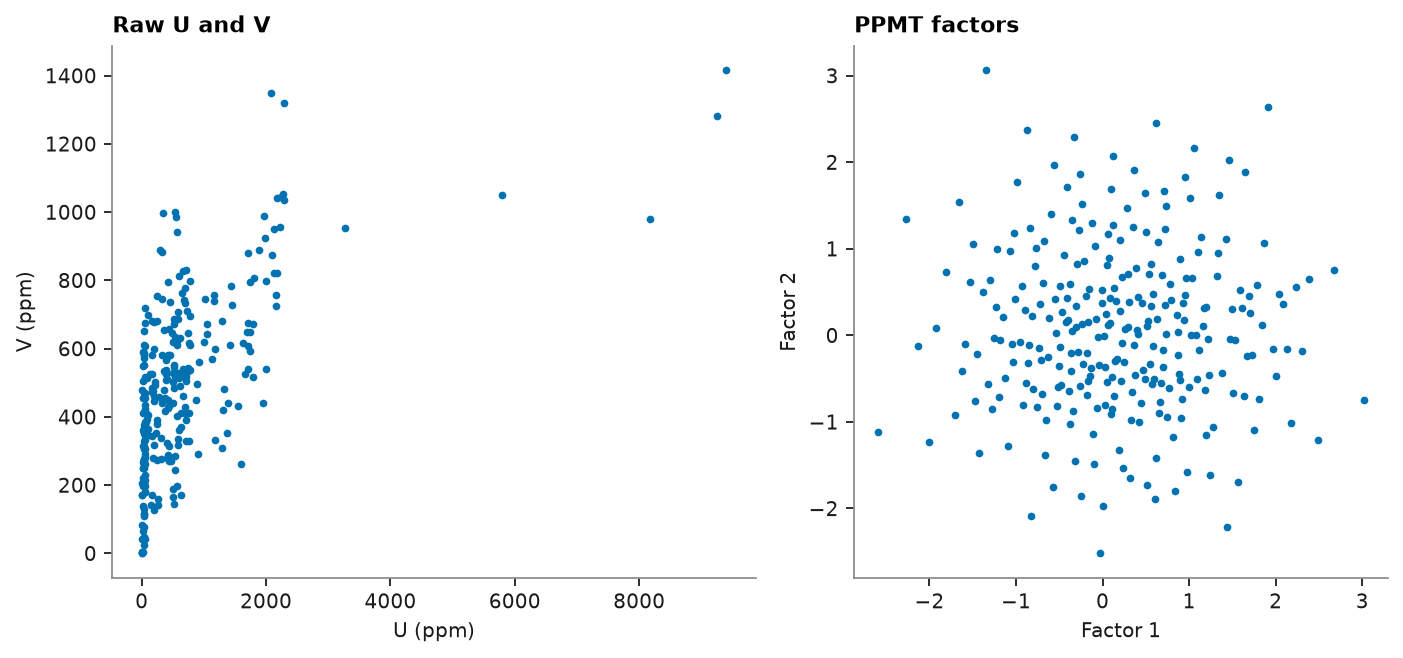 Raw U and V
V (ppm)
1400
1200
1000
800
600
400
200
0
0 2000 4000 6000 8000
U (ppm)
PPMT factors
Factor 2
3
2
1
0
−1
−2
−2 −1 0 1 2 3
Factor 1